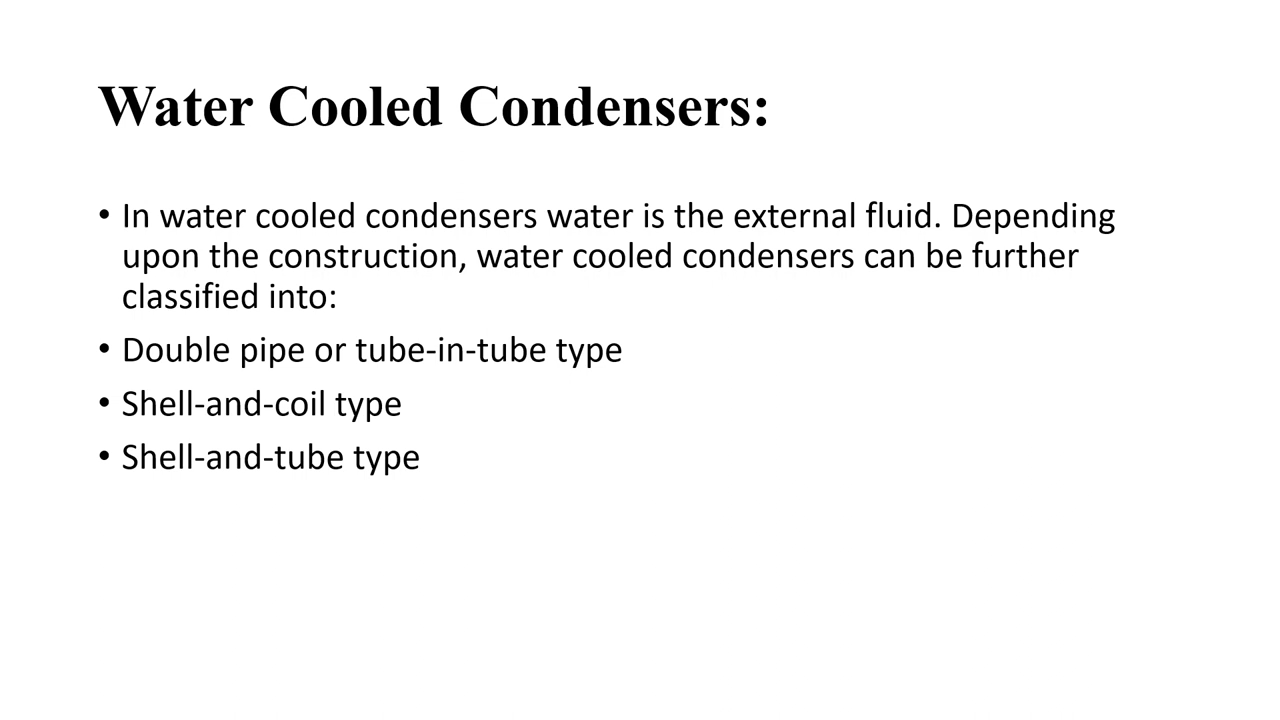 Water Cooled Condensers:
• In water cooled condensers water is the external fluid. Depending
upon the construction, water cooled condensers can be further
classified into:
• Double pipe or tube-in-tube type
• Shell-and-coil type
• Shell-and-tube type